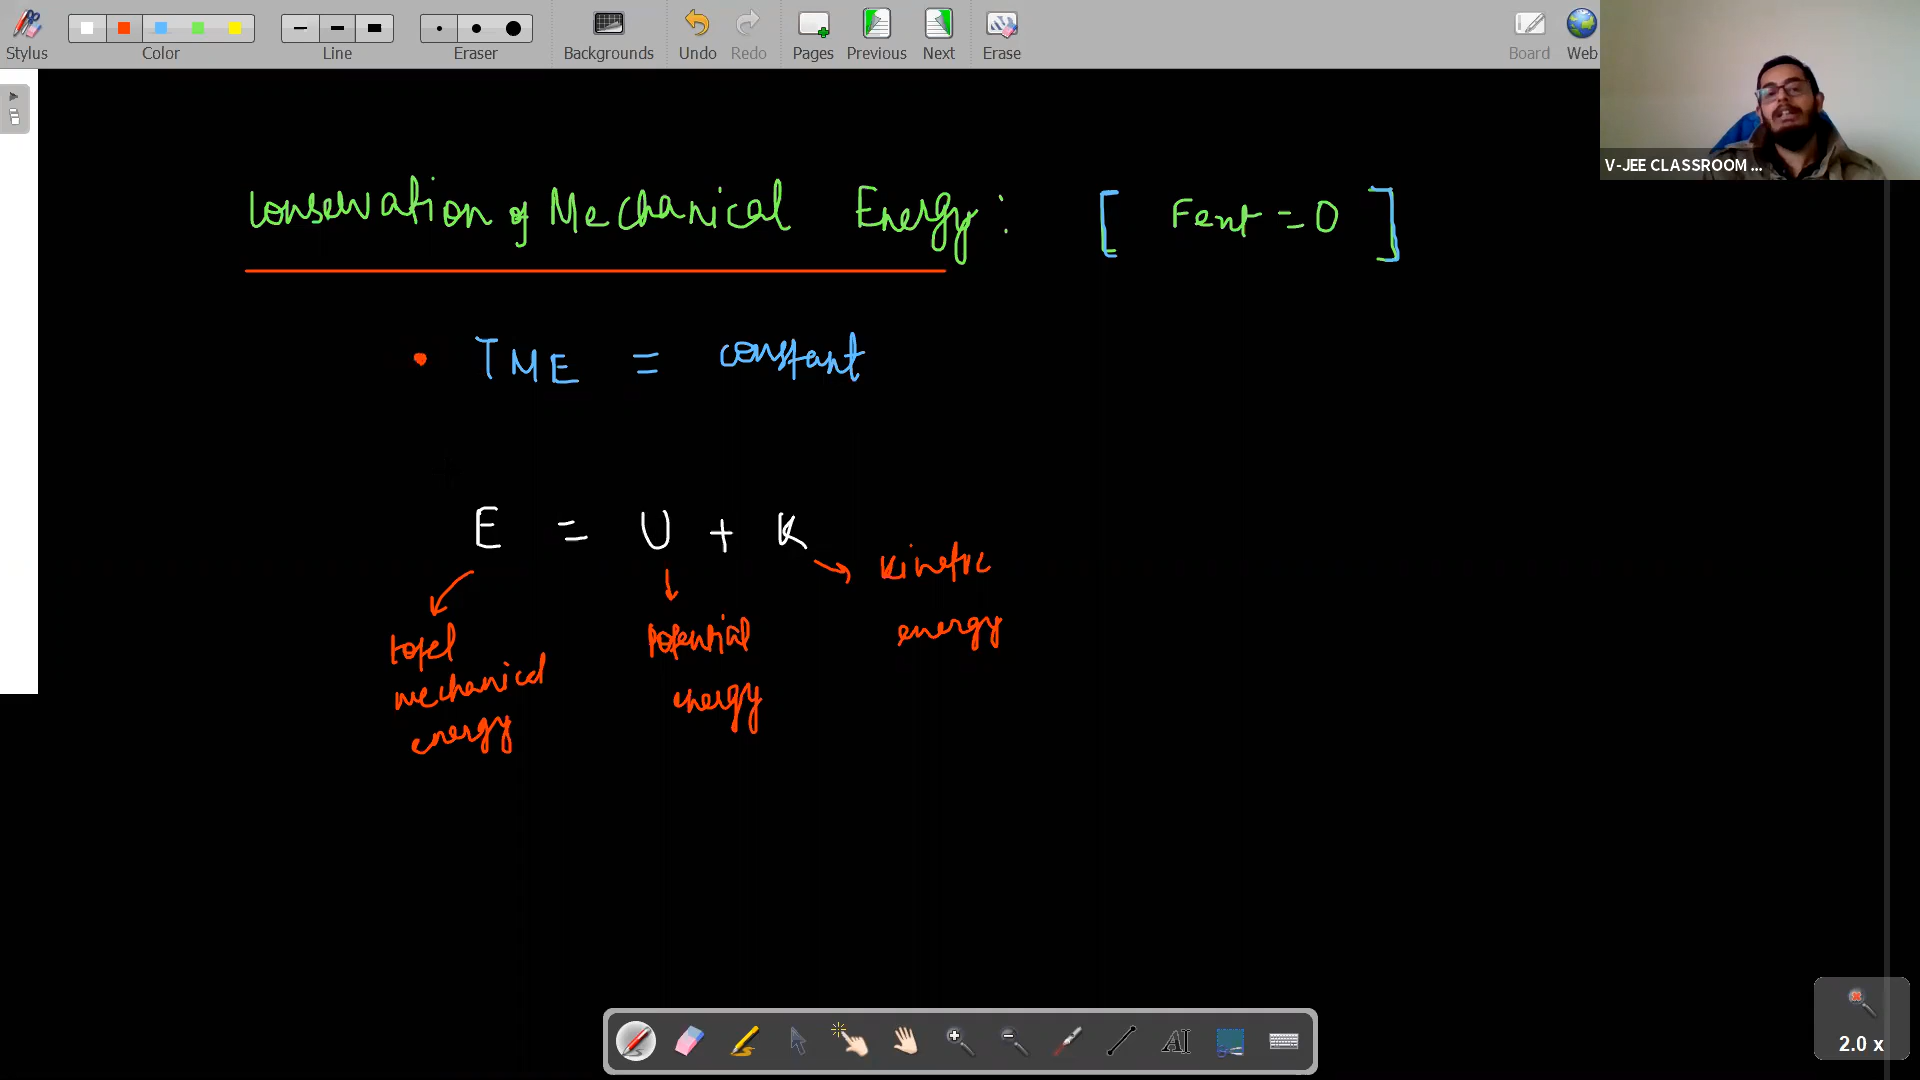 Stylus Color Line Eraser Backgrounds Undo Redo Pages Previous Next Erase Board Web
V-JEE CLASSROOM ...
Conservation of Mechanical Energy : [ Fext = 0 ]
• TME = constant
E = U + K
total mechanical energy
potential energy
kinetic energy
2.0 x